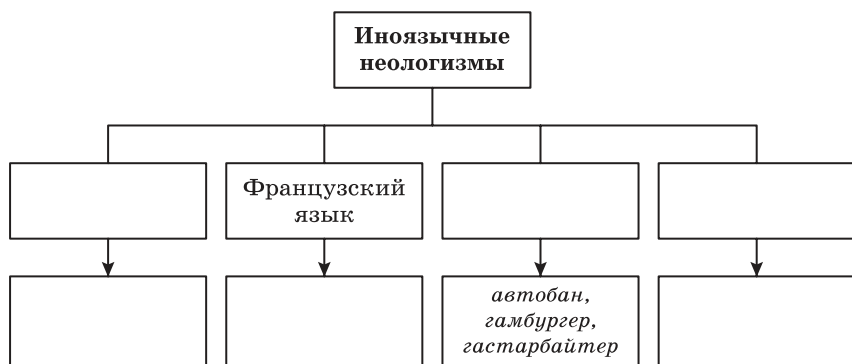 Иноязычные
неологизмы
Французский
язык
автобан,
гамбургер,
гастарбайтер